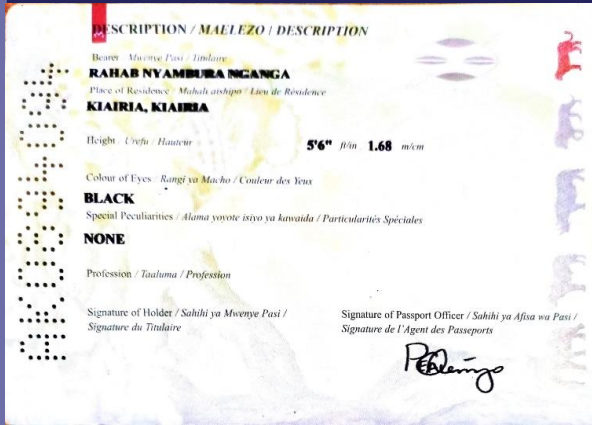 DESCRIPTION / MAELEZO / DESCRIPTION
Bearer / Mwenye Pasi / Titulaire
RAHAB NYAMBURA NGANGA
Place of Residence / Mahali aishipo / Lieu de Résidence
KIAIRIA, KIAIRIA
Height / Urefu / Hauteur 5'6" ft/in 1.68 m/cm
Colour of Eyes / Rangi ya Macho / Couleur des Yeux
BLACK
Special Peculiarities / Alama yoyote isiyo ya kawaida / Particularités Spéciales
NONE
Profession / Taaluma / Profession
Signature of Holder / Sahihi ya Mwenye Pasi /
Signature du Titulaire
Signature of Passport Officer / Sahihi ya Afisa wa Pasi /
Signature de l'Agent des Passeports